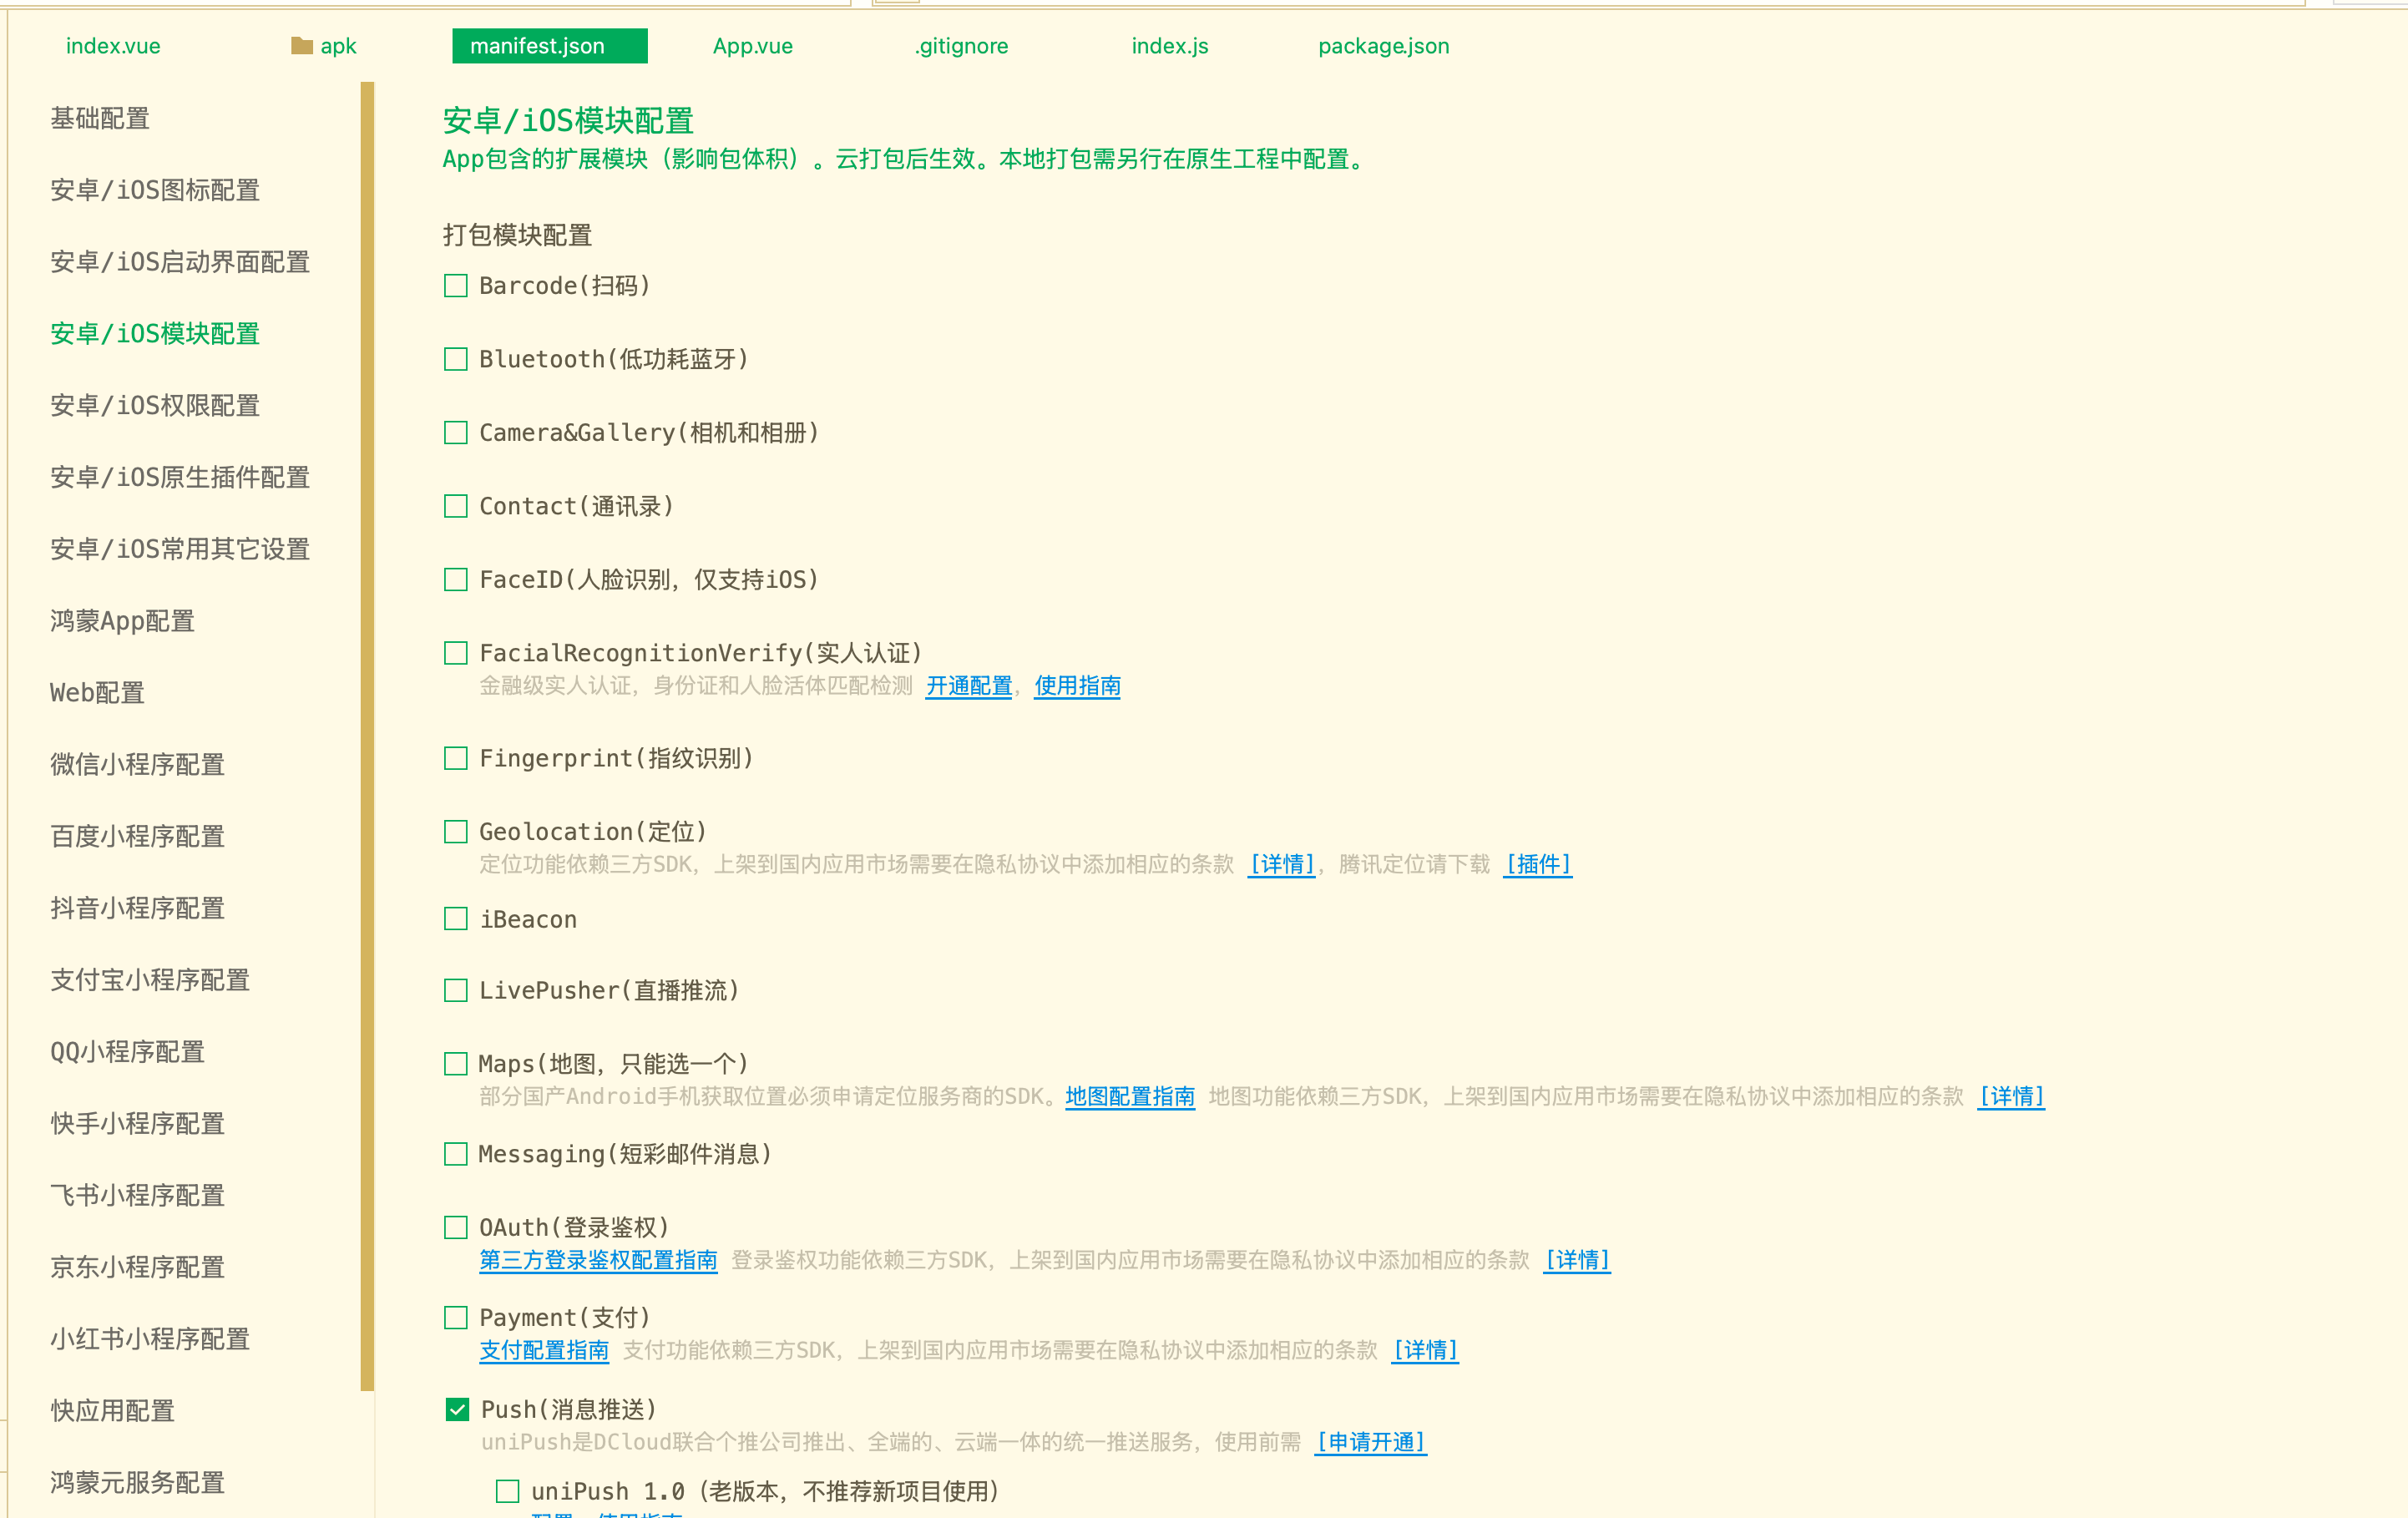 index.vue apk manifest.json App.vue .gitignore index.js package.json
基础配置
安卓/iOS图标配置
安卓/iOS启动界面配置
安卓/iOS模块配置
安卓/iOS权限配置
安卓/iOS原生插件配置
安卓/iOS常用其它设置
鸿蒙App配置
Web配置
微信小程序配置
百度小程序配置
抖音小程序配置
支付宝小程序配置
QQ小程序配置
快手小程序配置
飞书小程序配置
京东小程序配置
小红书小程序配置
快应用配置
鸿蒙元服务配置
安卓/iOS模块配置
App包含的扩展模块（影响包体积）。云打包后生效。本地打包需另行在原生工程中配置。
打包模块配置
Barcode(扫码)
Bluetooth(低功耗蓝牙)
Camera&Gallery(相机和相册)
Contact(通讯录)
FaceID(人脸识别，仅支持iOS)
FacialRecognitionVerify(实人认证)
金融级实人认证，身份证和人脸活体匹配检测 开通配置，使用指南
Fingerprint(指纹识别)
Geolocation(定位)
定位功能依赖三方SDK，上架到国内应用市场需要在隐私协议中添加相应的条款 [详情]，腾讯定位请下载 [插件]
iBeacon
LivePusher(直播推流)
Maps(地图，只能选一个)
部分国产Android手机获取位置必须申请定位服务商的SDK。地图配置指南 地图功能依赖三方SDK，上架到国内应用市场需要在隐私协议中添加相应的条款 [详情]
Messaging(短彩邮件消息)
OAuth(登录鉴权)
第三方登录鉴权配置指南 登录鉴权功能依赖三方SDK，上架到国内应用市场需要在隐私协议中添加相应的条款 [详情]
Payment(支付)
支付配置指南 支付功能依赖三方SDK，上架到国内应用市场需要在隐私协议中添加相应的条款 [详情]
Push(消息推送)
uniPush是DCloud联合个推公司推出、全端的、云端一体的统一推送服务，使用前需 [申请开通]
uniPush 1.0（老版本，不推荐新项目使用）